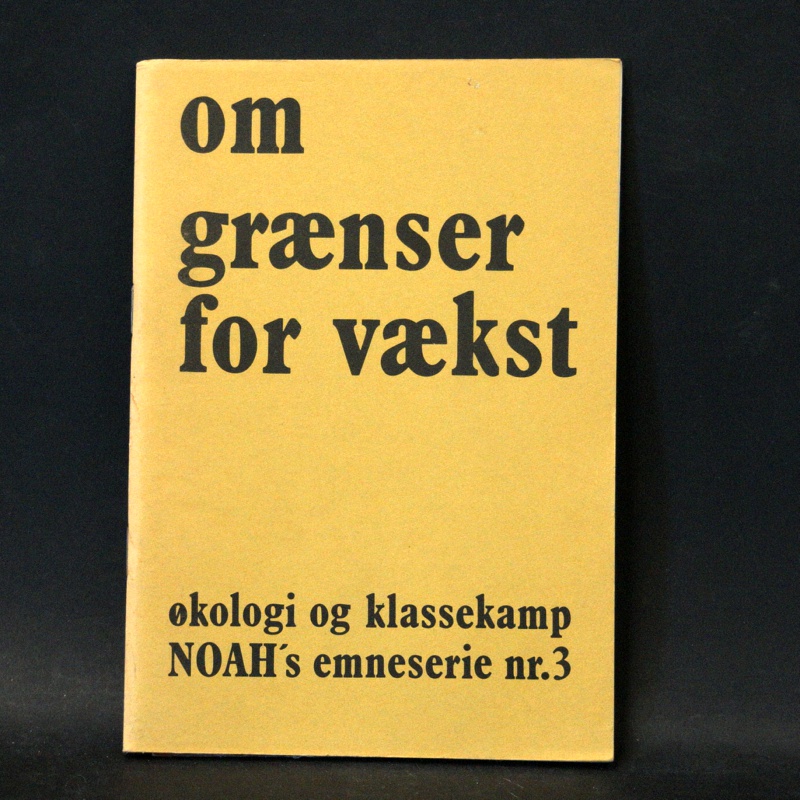 om
grænser
for vækst
økologi og klassekamp
NOAH´s emneserie nr.3